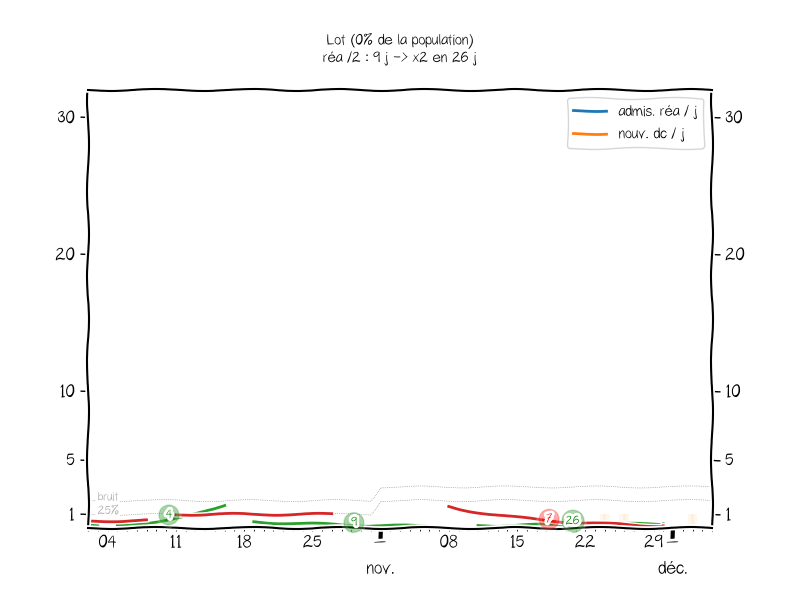 Lot (0% de la population)
réa /2 : 9 j -> x2 en 26 j
admis. réa / j
nouv. dc / j
30 30
20 20
10 10
5 5
1 1
bruit
25%
4 9 7 26
04 11 18 25 08 15 22 29
nov. déc.